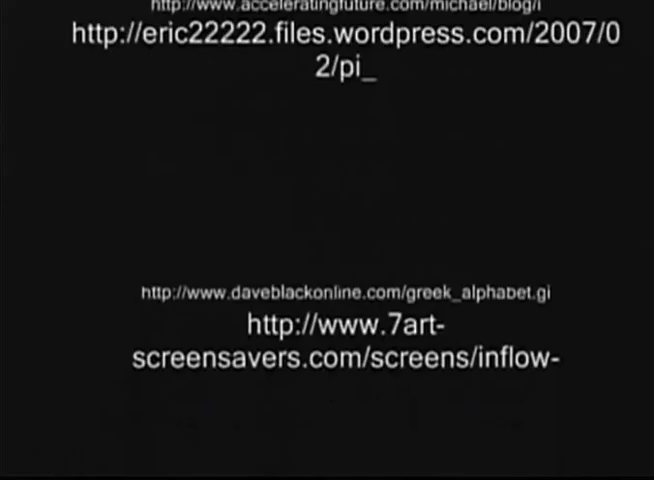 http://www.acceleratingfuture.com/michael/blog/i
http://eric22222.files.wordpress.com/2007/0
2/pi_
http://www.daveblackonline.com/greek_alphabet.gi
http://www.7art-
screensavers.com/screens/inflow-